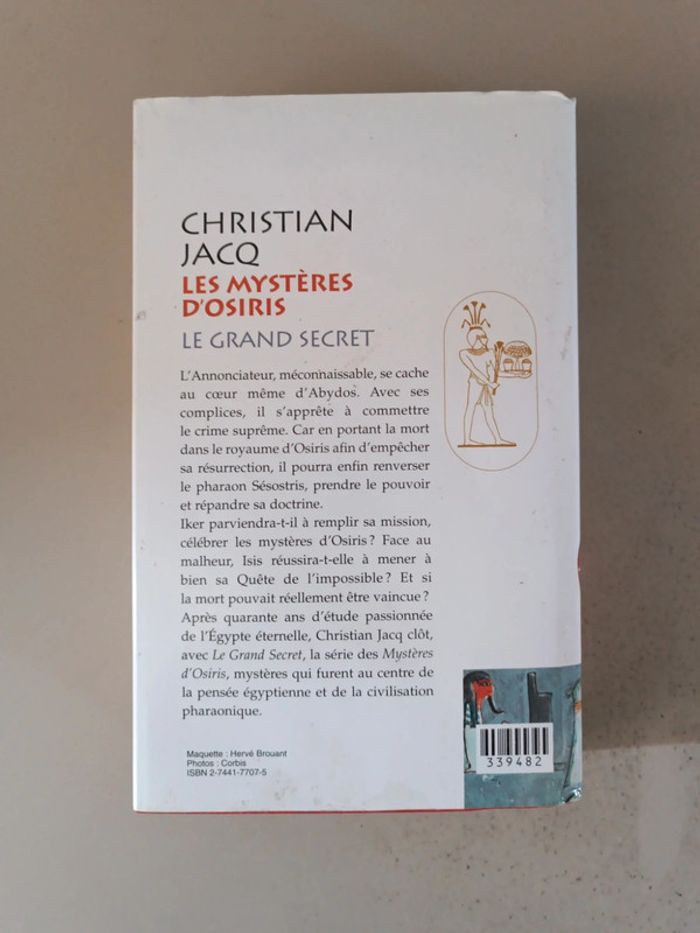 CHRISTIAN
JACQ
LES MYSTÈRES
D'OSIRIS
LE GRAND SECRET
L'Annonciateur, méconnaissable, se cache
au cœur même d'Abydos. Avec ses
complices, il s'apprête à commettre
le crime suprême. Car en portant la mort
dans le royaume d'Osiris afin d'empêcher
sa résurrection, il pourra enfin renverser
le pharaon Sésostris, prendre le pouvoir
et répandre sa doctrine.
Iker parviendra-t-il à remplir sa mission,
célébrer les mystères d'Osiris ? Face au
malheur, Isis réussira-t-elle à mener à
bien sa Quête de l'impossible ? Et si
la mort pouvait réellement être vaincue ?
Après quarante ans d'étude passionnée
de l'Égypte éternelle, Christian Jacq clôt,
avec Le Grand Secret, la série des Mystères
d'Osiris, mystères qui furent au centre de
la pensée égyptienne et de la civilisation
pharaonique.
Maquette : Hervé Brouant
Photos : Corbis
ISBN 2-7441-7707-5
339482